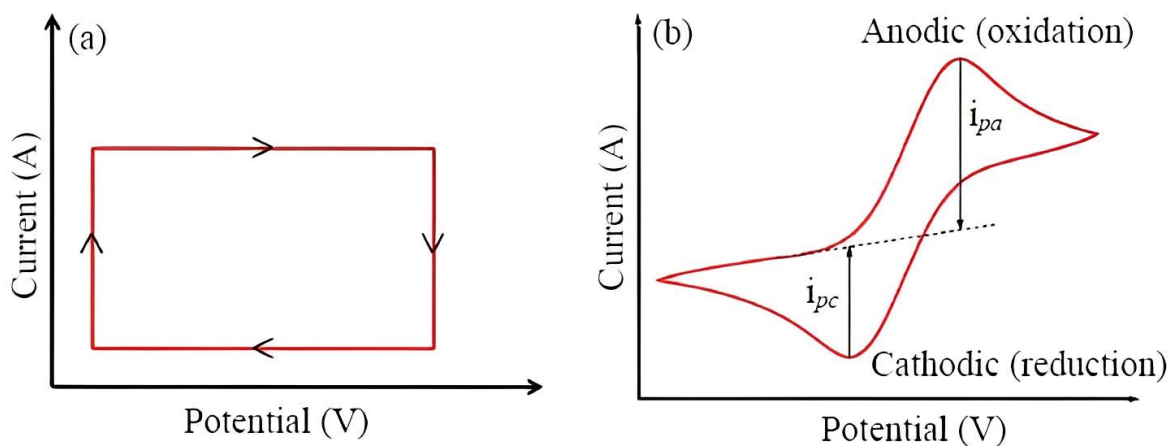 (a)
Current (A)
Potential (V)
(b)
Anodic (oxidation)
i_pa
Current (A)
i_pc
Cathodic (reduction)
Potential (V)